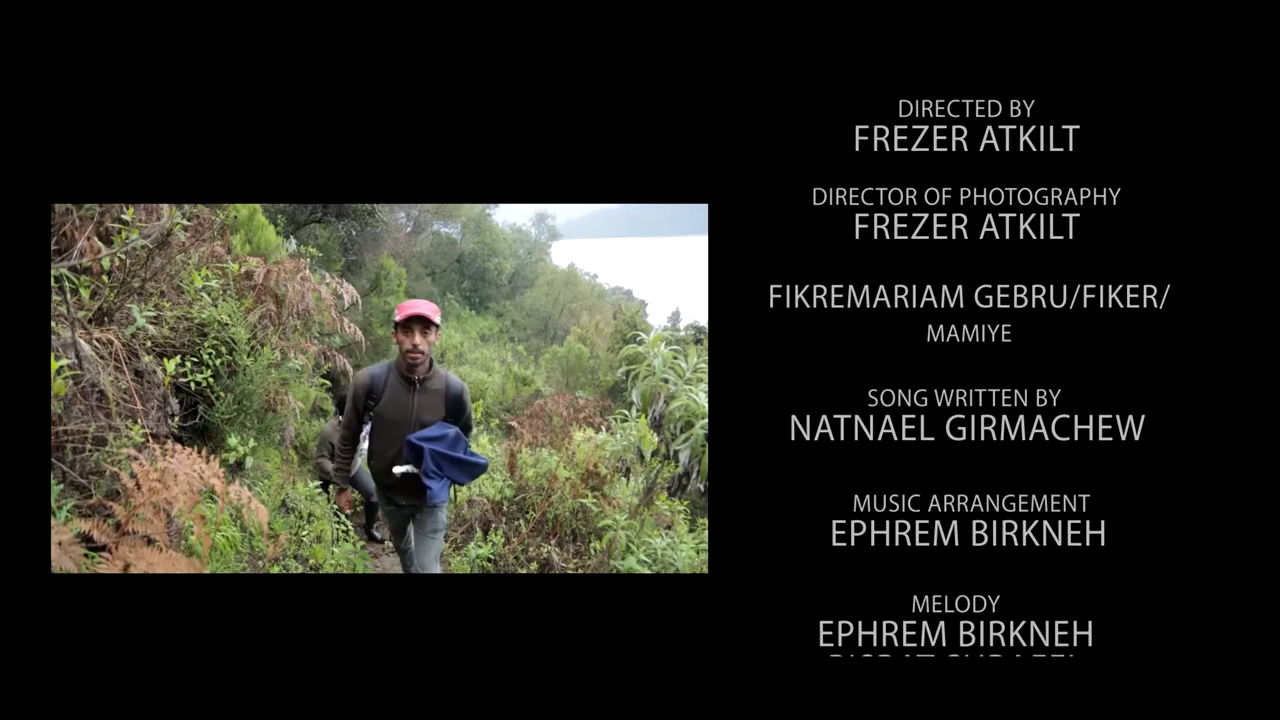 DIRECTED BY
FREZER ATKILT
DIRECTOR OF PHOTOGRAPHY
FREZER ATKILT
FIKREMARIAM GEBRU/FIKER/
MAMIYE
SONG WRITTEN BY
NATNAEL GIRMACHEW
MUSIC ARRANGEMENT
EPHREM BIRKNEH
MELODY
EPHREM BIRKNEH